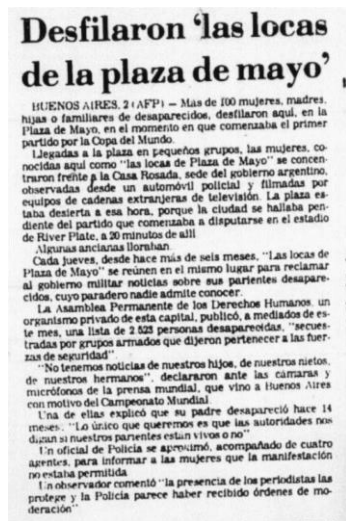 Desfilaron ‘las locas
de la plaza de mayo’
BUENOS AIRES, 2 (AFP) — Más de 100 mujeres, madres,
hijas o familiares de desaparecidos, desfilaron aquí, en la
Plaza de Mayo, en el momento en que comenzaba el primer
partido por la Copa del Mundo.
Llegadas a la plaza en pequeños grupos, las mujeres, co-
nocidas aquí como "las locas de Plaza de Mayo" se concen-
traron frente a la Casa Rosada, sede del gobierno argentino,
observadas desde un automóvil policial y filmadas por
equipos de cadenas extranjeras de televisión. La plaza es-
taba desierta a esa hora, porque la ciudad se hallaba pen-
diente del partido que comenzaba a disputarse en el estadio
de River Plate, a 20 minutos de allí.
Algunas ancianas lloraban.
Cada jueves, desde hace más de seis meses, "Las locas de
Plaza de Mayo" se reúnen en el mismo lugar para reclamar
al gobierno militar noticias sobre sus parientes desapare-
cidos, cuyo paradero nadie admite conocer.
La Asamblea Permanente de los Derechos Humanos, un
organismo privado de esta capital, publicó, a mediados de es-
te mes, una lista de 2 523 personas desaparecidas, "secues-
tradas por grupos armados que dijeron pertenecer a las fuer-
zas de seguridad".
"No tenemos noticias de nuestros hijos, de nuestros nietos,
de nuestros hermanos", declararon ante las cámaras y
micrófonos de la prensa mundial, que vino a Buenos Aires
con motivo del Campeonato Mundial.
Una de ellas explicó que su padre desapareció hace 14
meses. "Lo único que queremos es que las autoridades nos
digan si nuestros parientes están vivos o no"
Un oficial de Policía se aproximó, acompañado de cuatro
agentes, para informar a las mujeres que la manifestación
no estaba permitida
Un observador comentó "la presencia de los periodistas las
protege y la Policía parece haber recibido órdenes de mo-
deración"